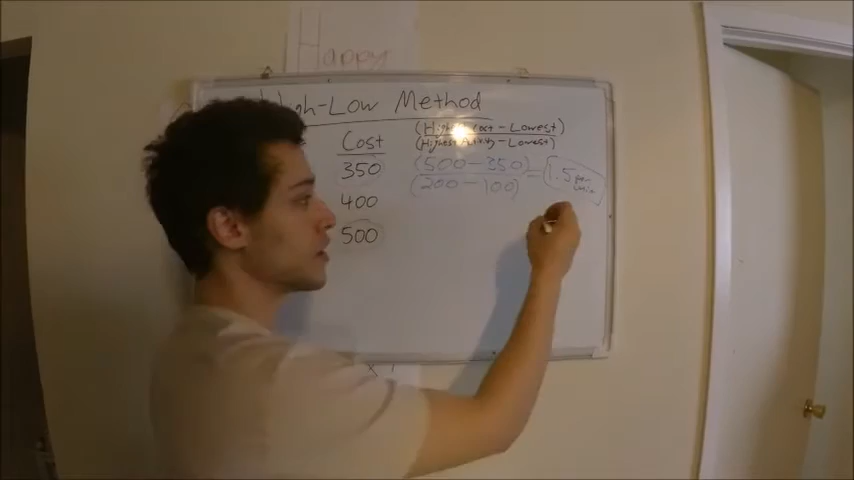 Happy
High-Low Method
Cost
350
400
500
(Highest Cost - Lowest)
(Highest Activity - Lowest)
(500 - 350)
(200 - 100)
= 1.5 per unit